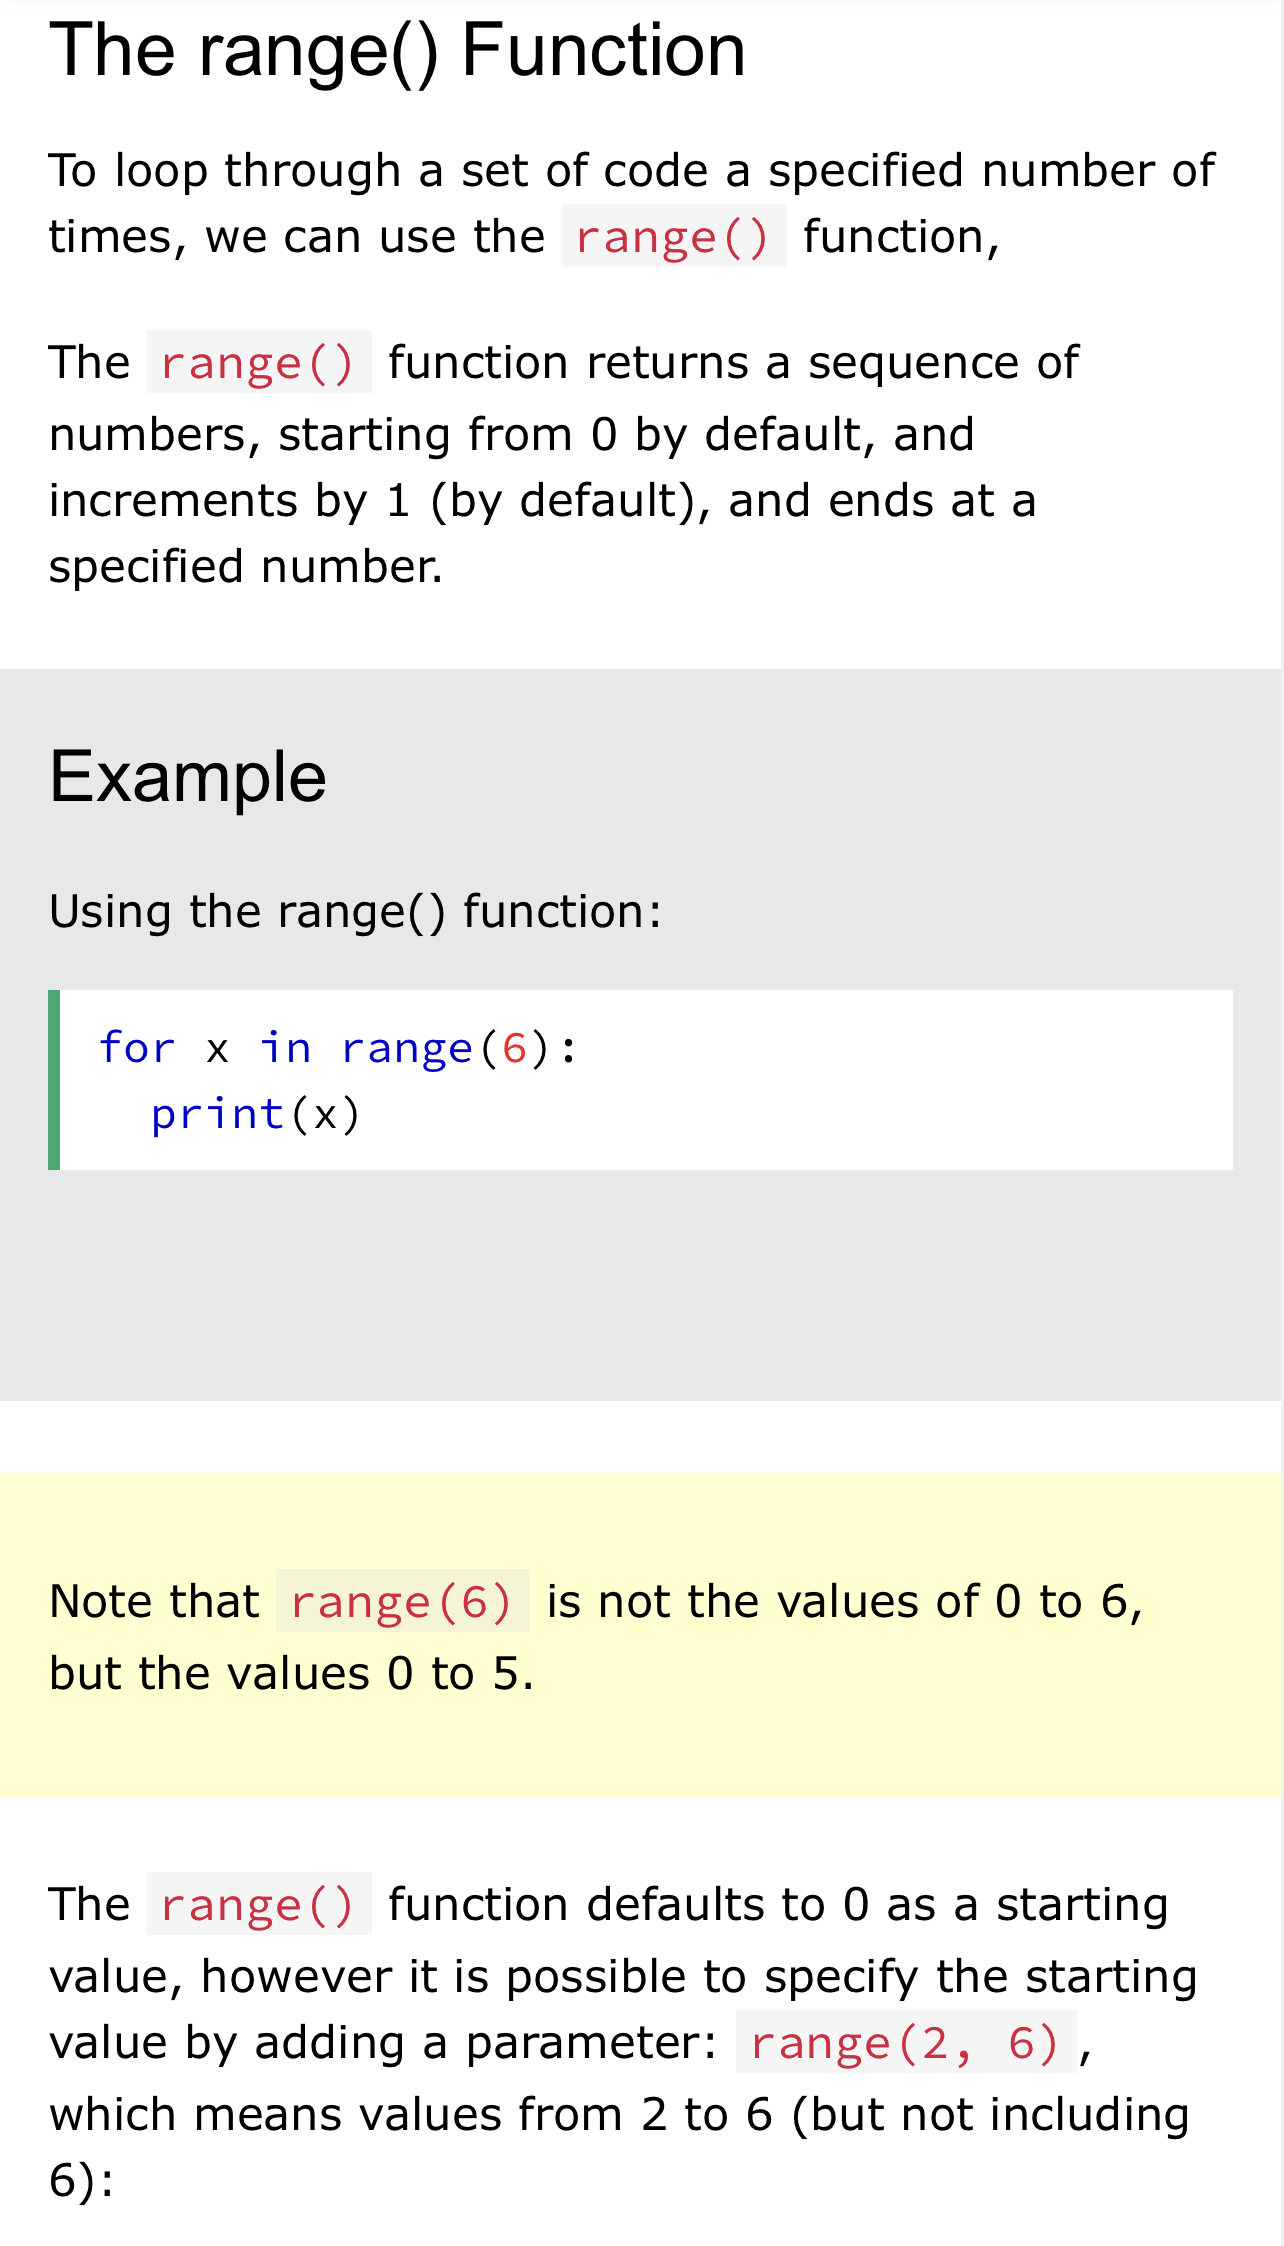 The range() Function
To loop through a set of code a specified number of
times, we can use the range() function,
The range() function returns a sequence of
numbers, starting from 0 by default, and
increments by 1 (by default), and ends at a
specified number.
Example
Using the range() function:
for x in range(6):
  print(x)
Note that range(6) is not the values of 0 to 6,
but the values 0 to 5.
The range() function defaults to 0 as a starting
value, however it is possible to specify the starting
value by adding a parameter: range(2, 6),
which means values from 2 to 6 (but not including
6):